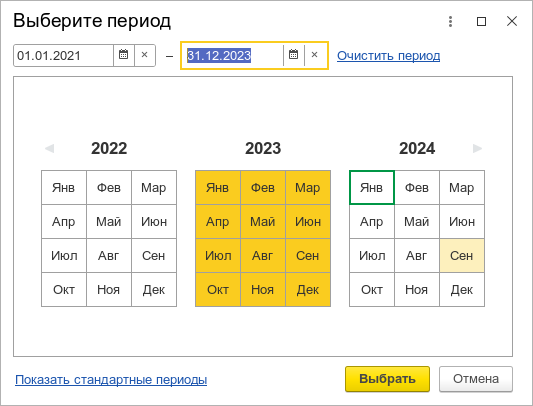 Выберите период
01.01.2021 – 31.12.2023 Очистить период
2022 2023 2024
Янв Фев Мар Янв Фев Мар Янв Фев Мар
Апр Май Июн Апр Май Июн Апр Май Июн
Июл Авг Сен Июл Авг Сен Июл Авг Сен
Окт Ноя Дек Окт Ноя Дек Окт Ноя Дек
Показать стандартные периоды Выбрать Отмена